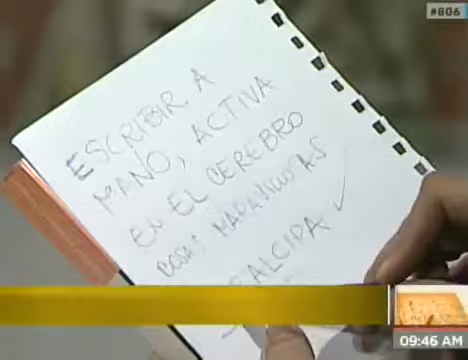 #806
ESCRIBIR A
MANO, ACTIVA
EN EL CEREBRO
COSAS MARAVILLOSAS
09:46 AM